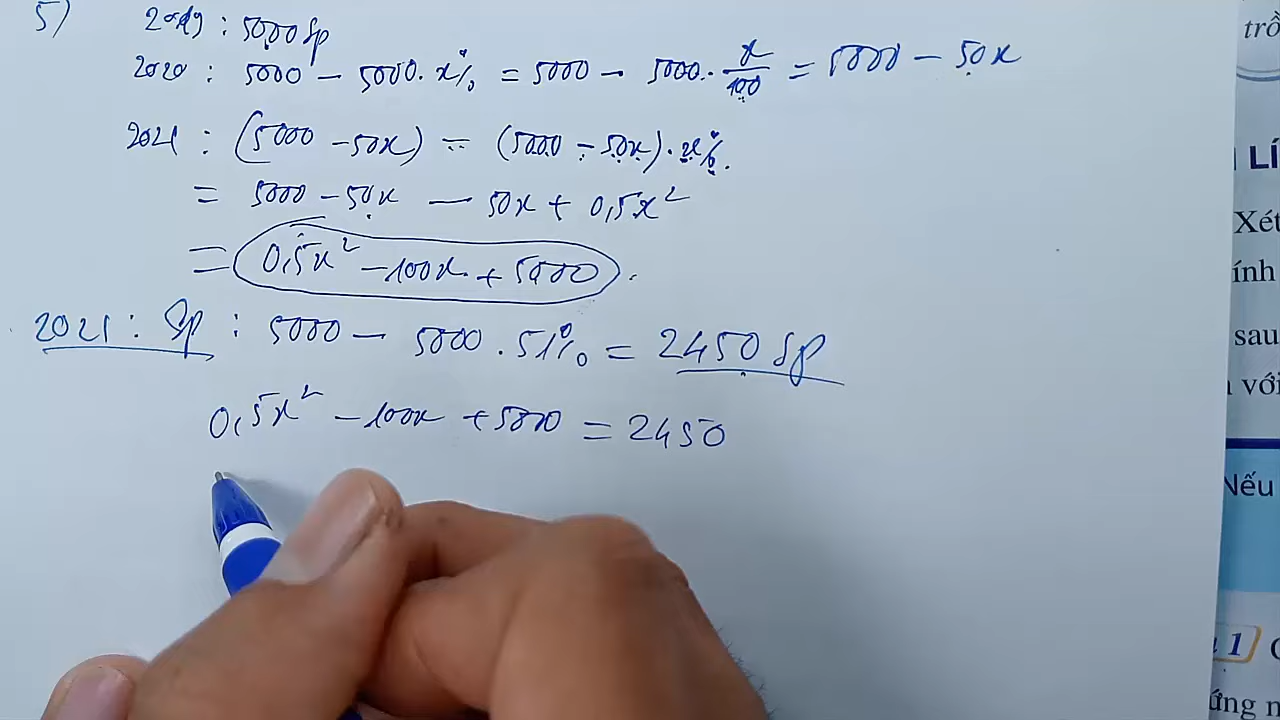 5) 2019 : 5000 sp
2020 : 5000 – 5000. x% = 5000 – 5000. x/100 = 5000 – 50x
2021 : (5000 – 50x) – (5000 – 50x). x%.
= 5000 – 50x – 50x + 0,5x²
= 0,5x² – 100x + 5000.
2021 : Sp : 5000 – 5000 . 51% = 2450 sp
0,5x² – 100x + 5000 = 2450
trồ
LÍ
Xét
ính
sau
với
Nếu
1